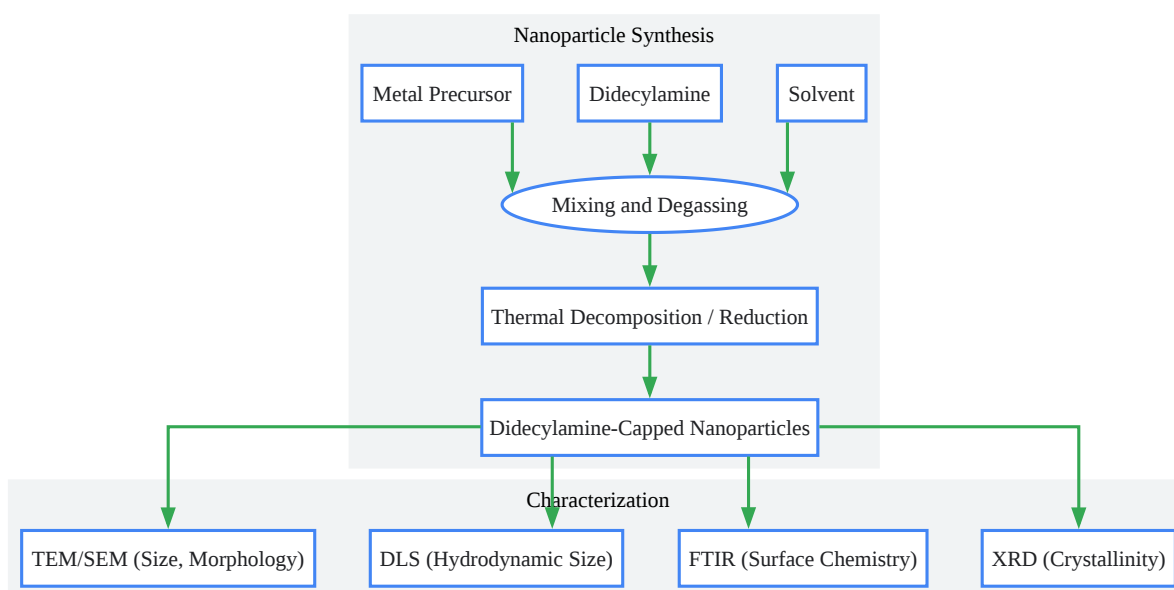 Nanoparticle Synthesis
Metal Precursor
Didecylamine
Solvent
Mixing and Degassing
Thermal Decomposition / Reduction
Didecylamine-Capped Nanoparticles
Characterization
TEM/SEM (Size, Morphology)
DLS (Hydrodynamic Size)
FTIR (Surface Chemistry)
XRD (Crystallinity)